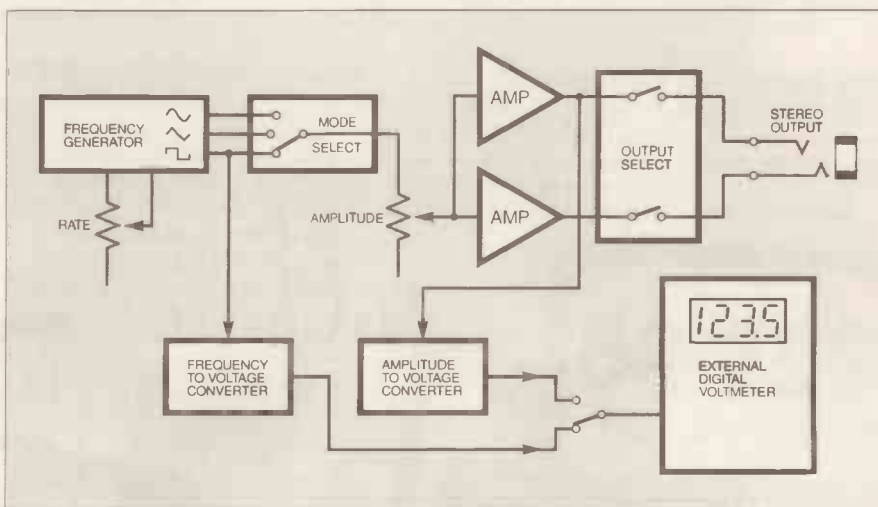 FREQUENCY
GENERATOR
MODE
SELECT
RATE
AMPLITUDE
AMP
AMP
OUTPUT
SELECT
STEREO
OUTPUT
FREQUENCY
TO VOLTAGE
CONVERTER
AMPLITUDE
TO VOLTAGE
CONVERTER
123.5
EXTERNAL
DIGITAL
VOLTMETER